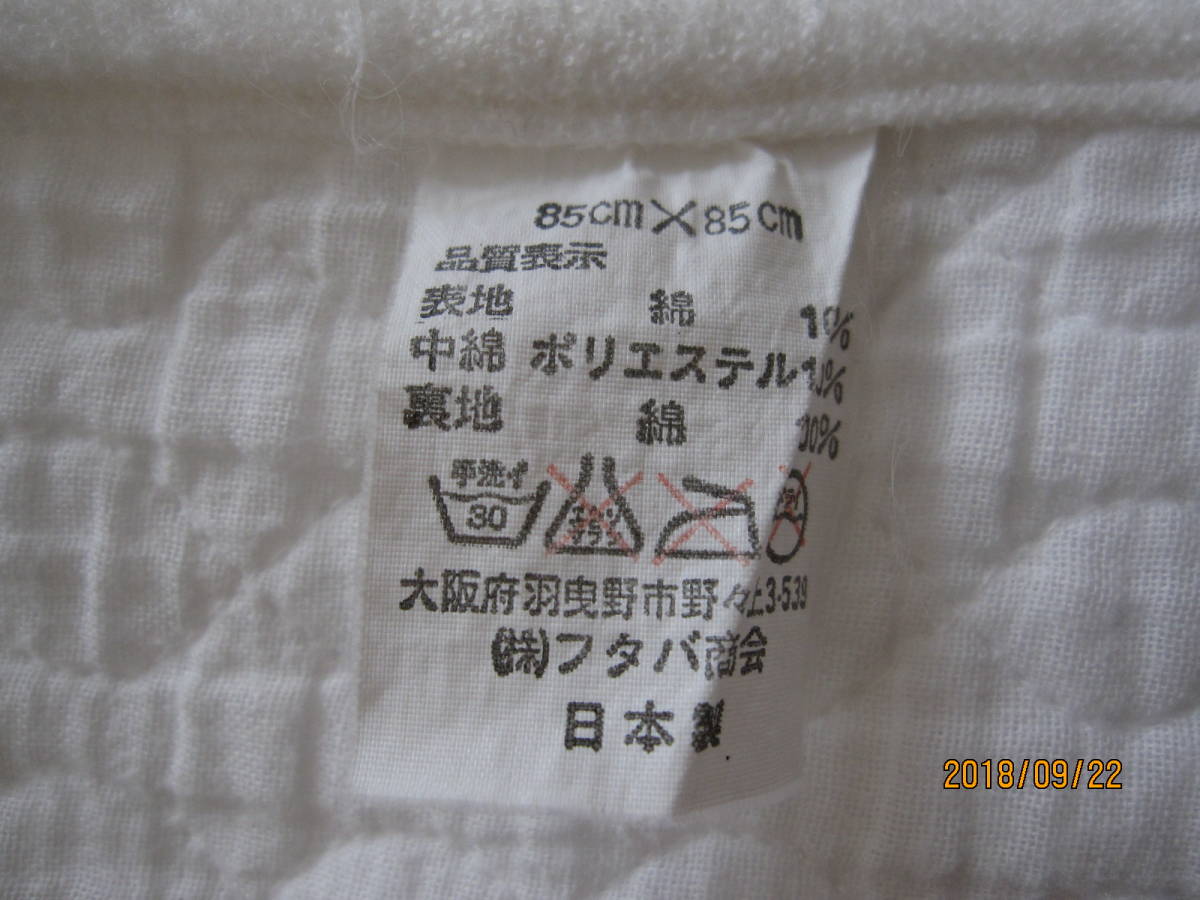 85cm×85cm
品質表示
表地 綿
中綿 ポリエステル
裏地 綿
手洗イ
30
大阪府羽曳野市野々上3-539
(株)フタバ商会
日本製
2018/09/22